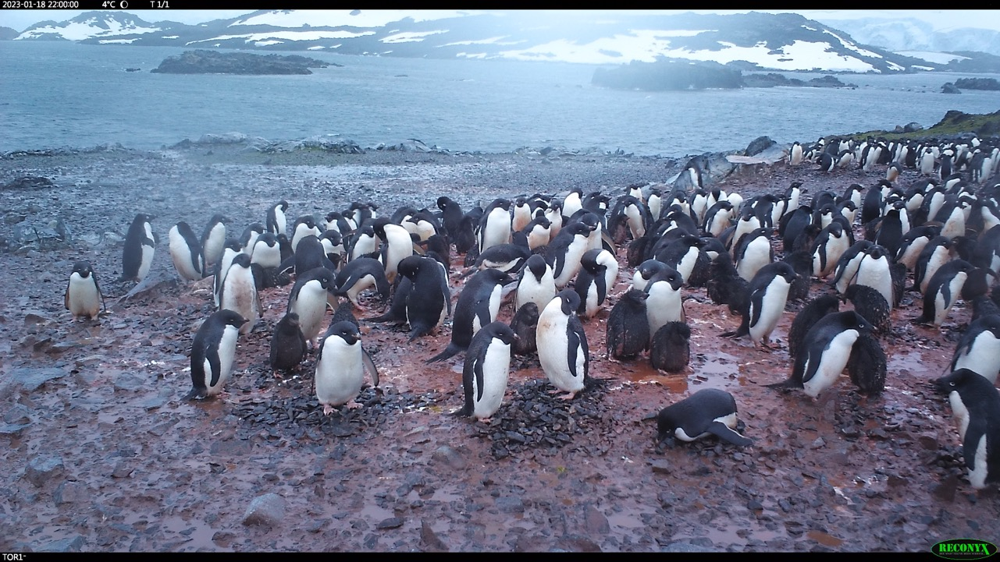 2023-01-18 22:00:00 4°C T 1/1
TOR1-
RECONYX